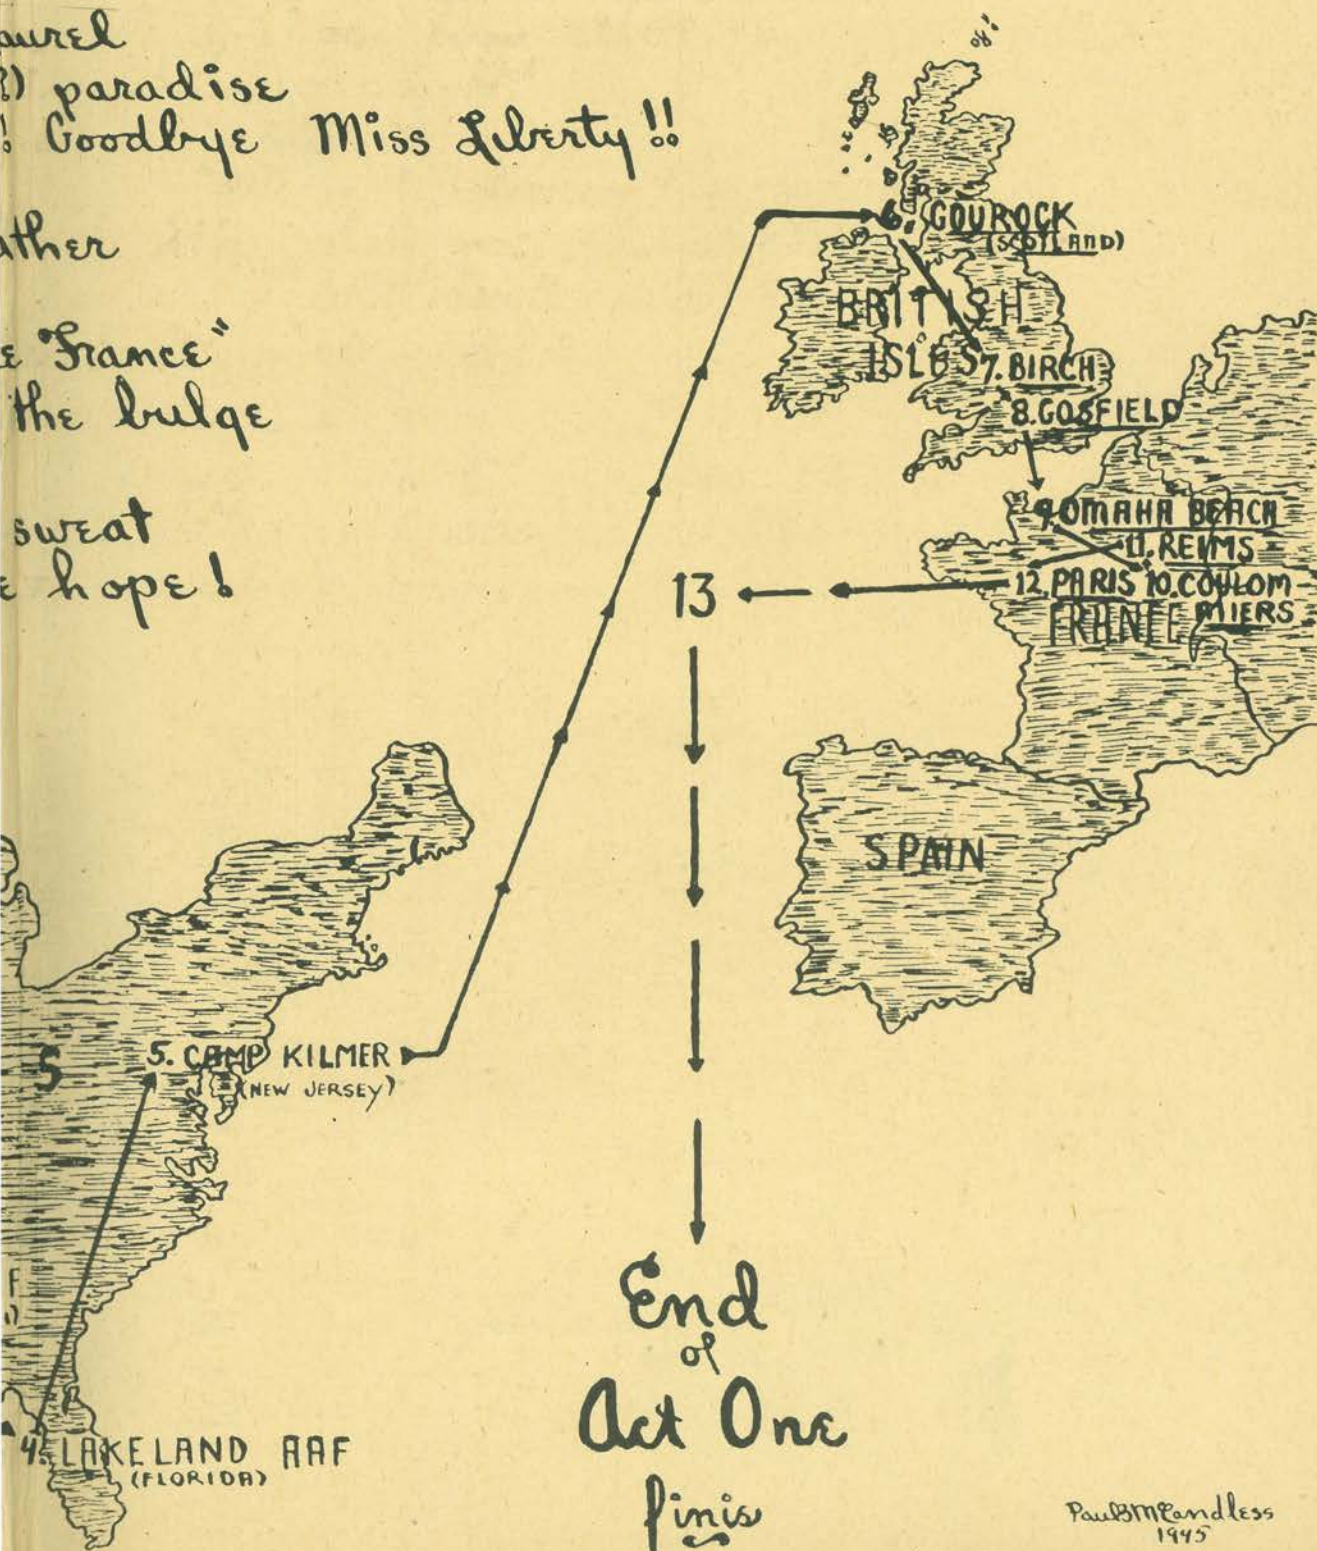 aurel
?) paradise
! Goodbye Miss Liberty!!
ather
e "France"
the bulge
sweat
e hope!
6. GOUROCK
(SCOTLAND)
BRITISH
ISLES
7. BIRCH
8. GOSFIELD
9. OMAHA BEACH
11. REIMS
12. PARIS 10. COULOM-
MIERS
FRANCE
13
SPAIN
S
5. CAMP KILMER
(NEW JERSEY)
F
)
4. LAKELAND AAF
(FLORIDA)
End
of
Act One
finis
Paul B McCandless
1945